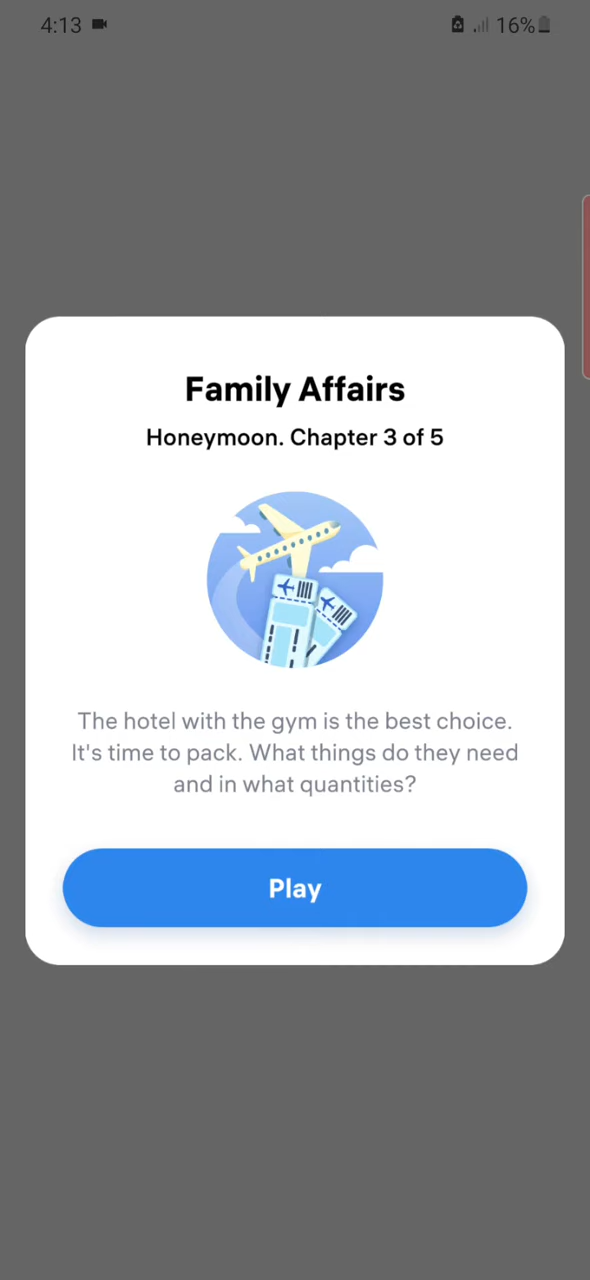 4:13
16%
Family Affairs
Honeymoon. Chapter 3 of 5
The hotel with the gym is the best choice.
It's time to pack. What things do they need
and in what quantities?
Play